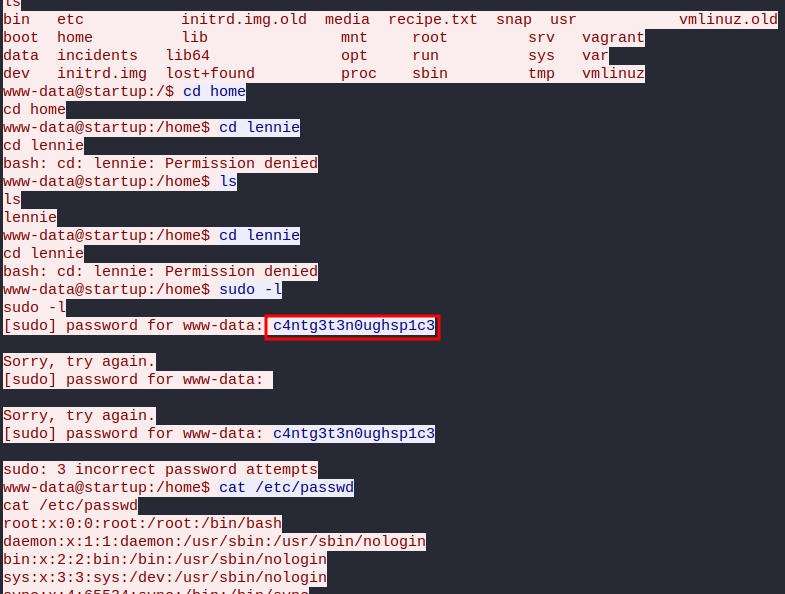 ls
bin   etc           initrd.img.old  media  recipe.txt  snap  usr           vmlinuz.old
boot  home          lib             mnt     root         srv   vagrant
data  incidents   lib64             opt     run          sys   var
dev   initrd.img  lost+found        proc    sbin         tmp   vmlinuz
www-data@startup:/$ cd home
cd home
www-data@startup:/home$ cd lennie
cd lennie
bash: cd: lennie: Permission denied
www-data@startup:/home$ ls
ls
lennie
www-data@startup:/home$ cd lennie
cd lennie
bash: cd: lennie: Permission denied
www-data@startup:/home$ sudo -l
sudo -l
[sudo] password for www-data: c4ntg3t3n0ughsp1c3
Sorry, try again.
[sudo] password for www-data:
Sorry, try again.
[sudo] password for www-data: c4ntg3t3n0ughsp1c3
sudo: 3 incorrect password attempts
www-data@startup:/home$ cat /etc/passwd
cat /etc/passwd
root:x:0:0:root:/root:/bin/bash
daemon:x:1:1:daemon:/usr/sbin:/usr/sbin/nologin
bin:x:2:2:bin:/bin:/usr/sbin/nologin
sys:x:3:3:sys:/dev:/usr/sbin/nologin
sync:x:4:65534:sync:/bin:/bin/sync